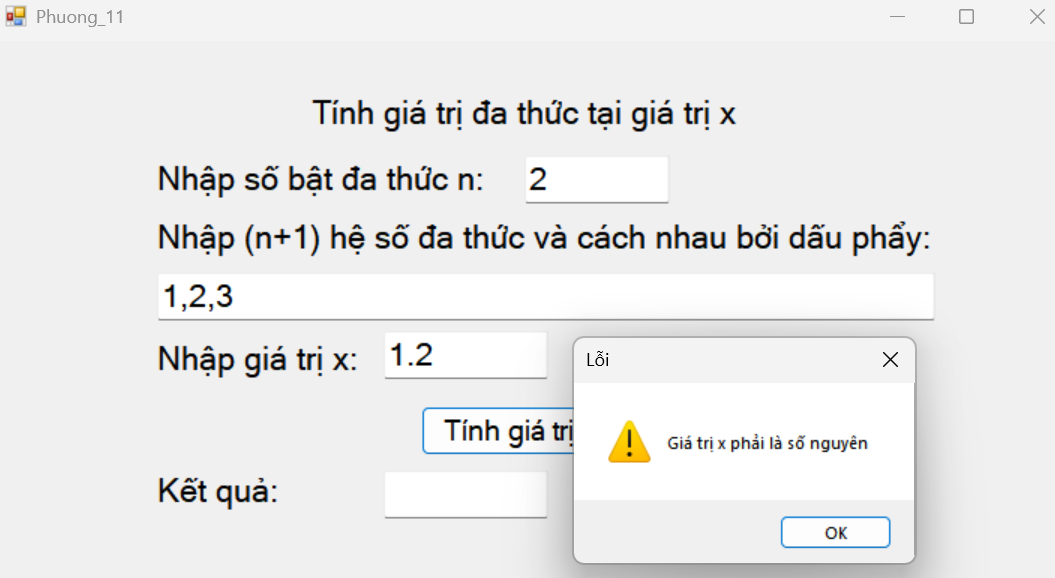 Phuong_11
Tính giá trị đa thức tại giá trị x
Nhập số bật đa thức n: 2
Nhập (n+1) hệ số đa thức và cách nhau bởi dấu phẩy:
1,2,3
Nhập giá trị x: 1.2
Lỗi
Giá trị x phải là số nguyên
OK
Tính giá trị
Kết quả: